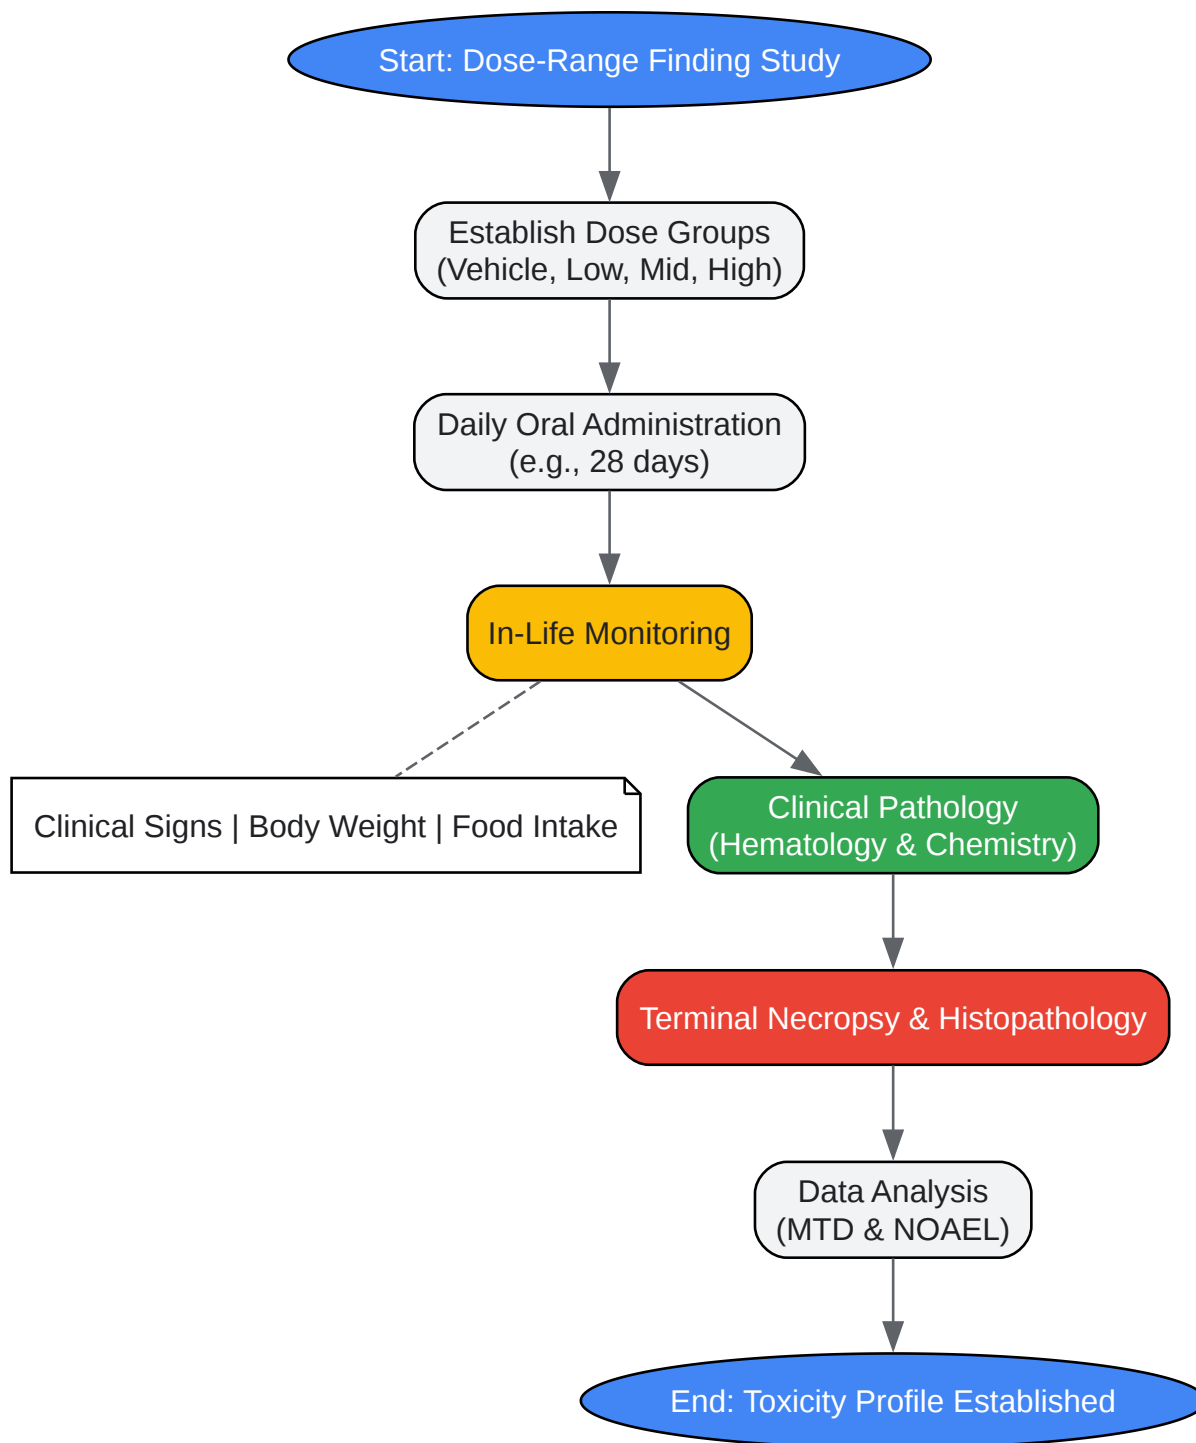 Start: Dose-Range Finding Study
Establish Dose Groups
(Vehicle, Low, Mid, High)
Daily Oral Administration
(e.g., 28 days)
In-Life Monitoring
Clinical Signs | Body Weight | Food Intake
Clinical Pathology
(Hematology & Chemistry)
Terminal Necropsy & Histopathology
Data Analysis
(MTD & NOAEL)
End: Toxicity Profile Established